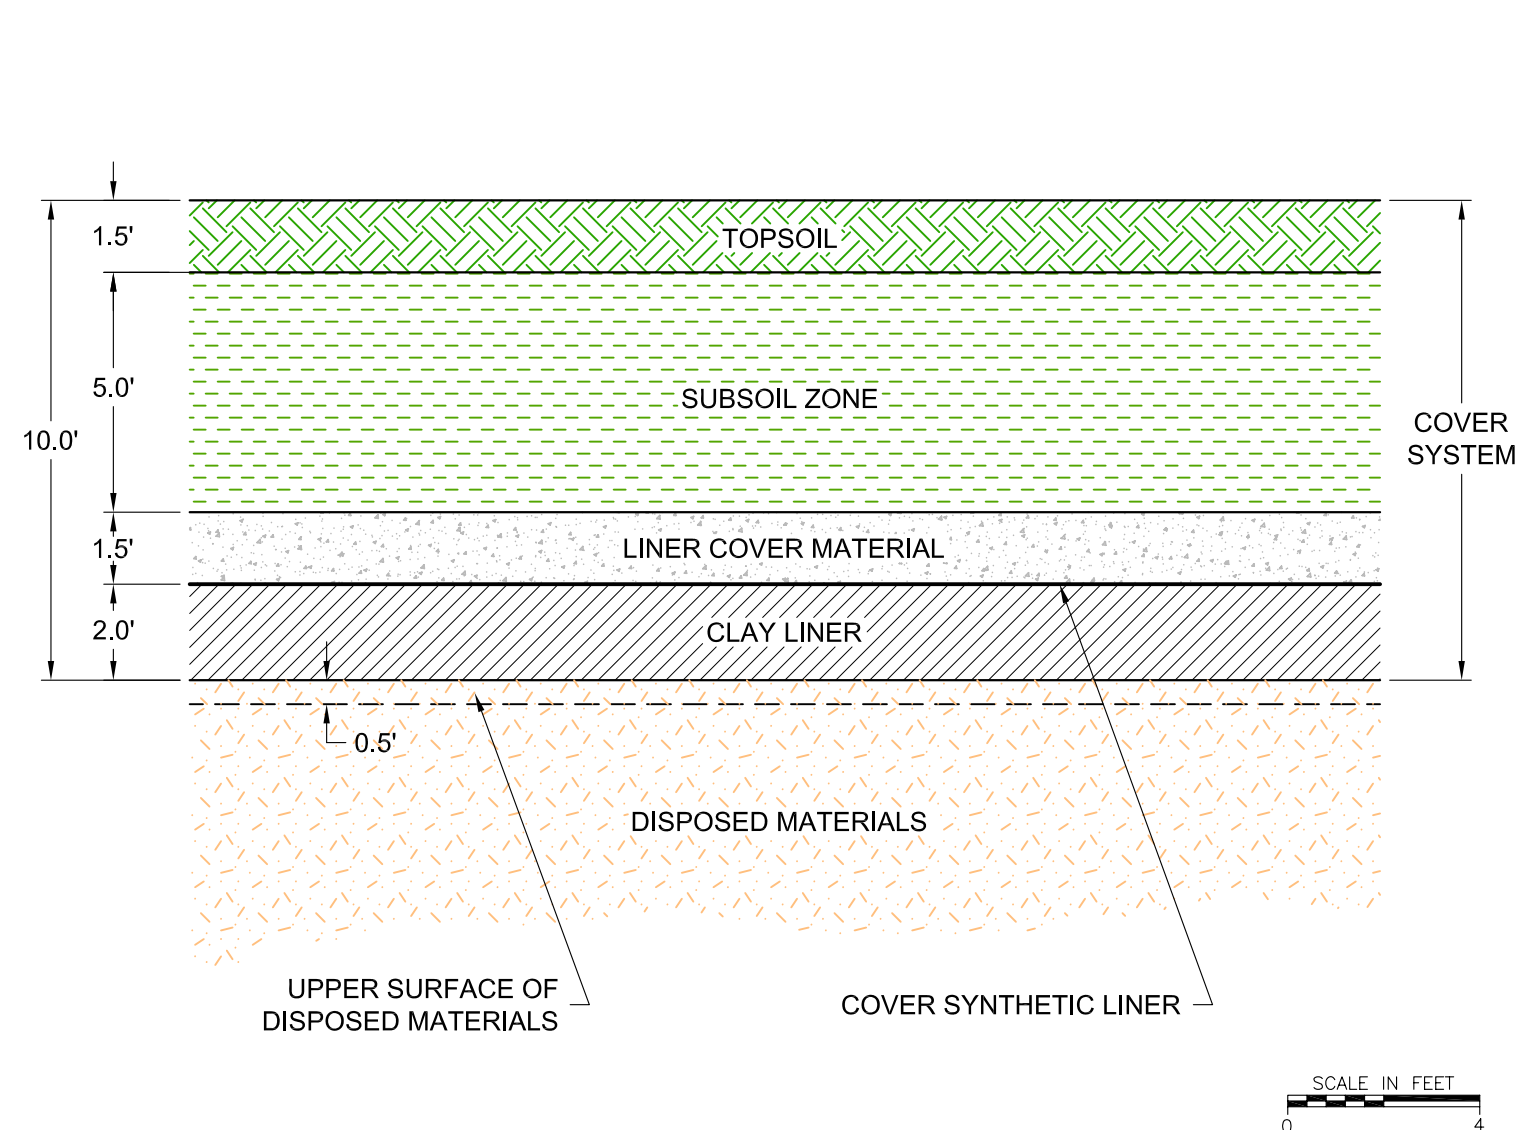 1.5'
TOPSOIL
5.0'
SUBSOIL ZONE
10.0'
COVER
SYSTEM
1.5'
LINER COVER MATERIAL
2.0'
CLAY LINER
0.5'
DISPOSED MATERIALS
UPPER SURFACE OF
DISPOSED MATERIALS
COVER SYNTHETIC LINER
SCALE IN FEET
0 4